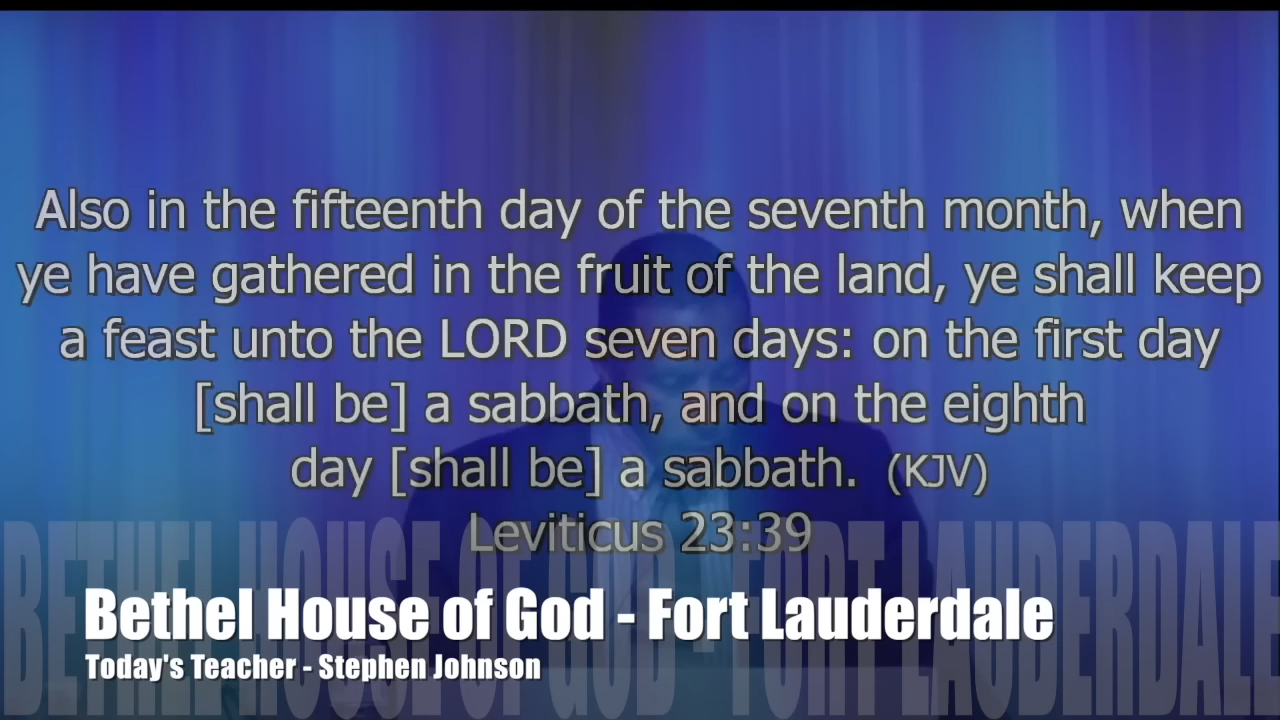 Also in the fifteenth day of the seventh month, when
ye have gathered in the fruit of the land, ye shall keep
a feast unto the LORD seven days: on the first day
[shall be] a sabbath, and on the eighth
day [shall be] a sabbath. (KJV)
Leviticus 23:39
BETHEL HOUSE OF GOD - FORT LAUDERDALE
Bethel House of God - Fort Lauderdale
Today's Teacher - Stephen Johnson